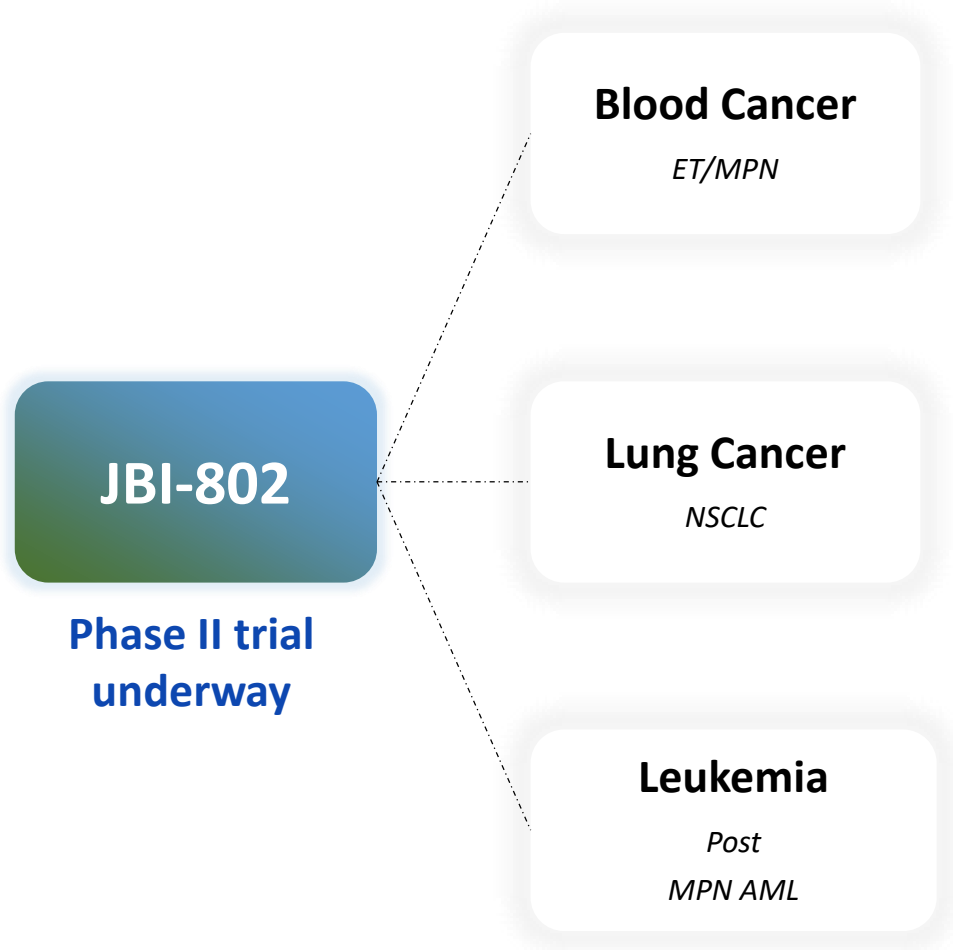 Blood Cancer
ET/MPN
JBI-802
Phase II trial
underway
Lung Cancer
NSCLC
Leukemia
Post
MPN AML